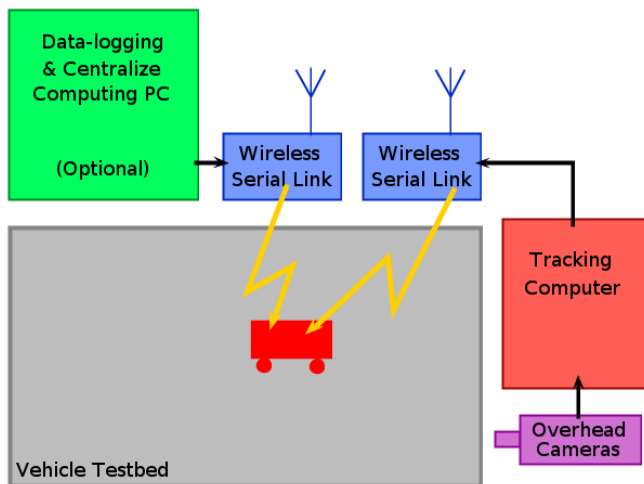 Data-logging
& Centralize
Computing PC
(Optional)
Wireless
Serial Link
Wireless
Serial Link
Tracking
Computer
Overhead
Cameras
Vehicle Testbed